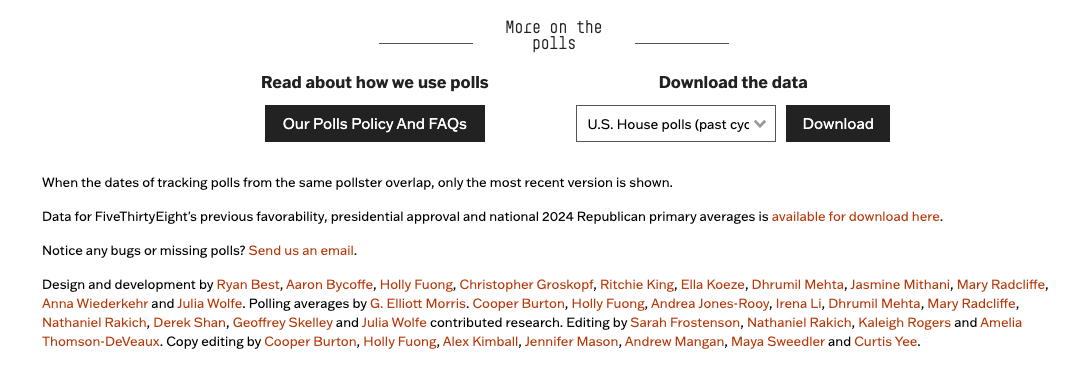 More on the
polls
Read about how we use polls
Download the data
Our Polls Policy And FAQs
U.S. House polls (past cyc
Download
When the dates of tracking polls from the same pollster overlap, only the most recent version is shown.
Data for FiveThirtyEight's previous favorability, presidential approval and national 2024 Republican primary averages is available for download here.
Notice any bugs or missing polls? Send us an email.
Design and development by Ryan Best, Aaron Bycoffe, Holly Fuong, Christopher Groskopf, Ritchie King, Ella Koeze, Dhrumil Mehta, Jasmine Mithani, Mary Radcliffe,
Anna Wiederkehr and Julia Wolfe. Polling averages by G. Elliott Morris. Cooper Burton, Holly Fuong, Andrea Jones-Rooy, Irena Li, Dhrumil Mehta, Mary Radcliffe,
Nathaniel Rakich, Derek Shan, Geoffrey Skelley and Julia Wolfe contributed research. Editing by Sarah Frostenson, Nathaniel Rakich, Kaleigh Rogers and Amelia
Thomson-DeVeaux. Copy editing by Cooper Burton, Holly Fuong, Alex Kimball, Jennifer Mason, Andrew Mangan, Maya Sweedler and Curtis Yee.